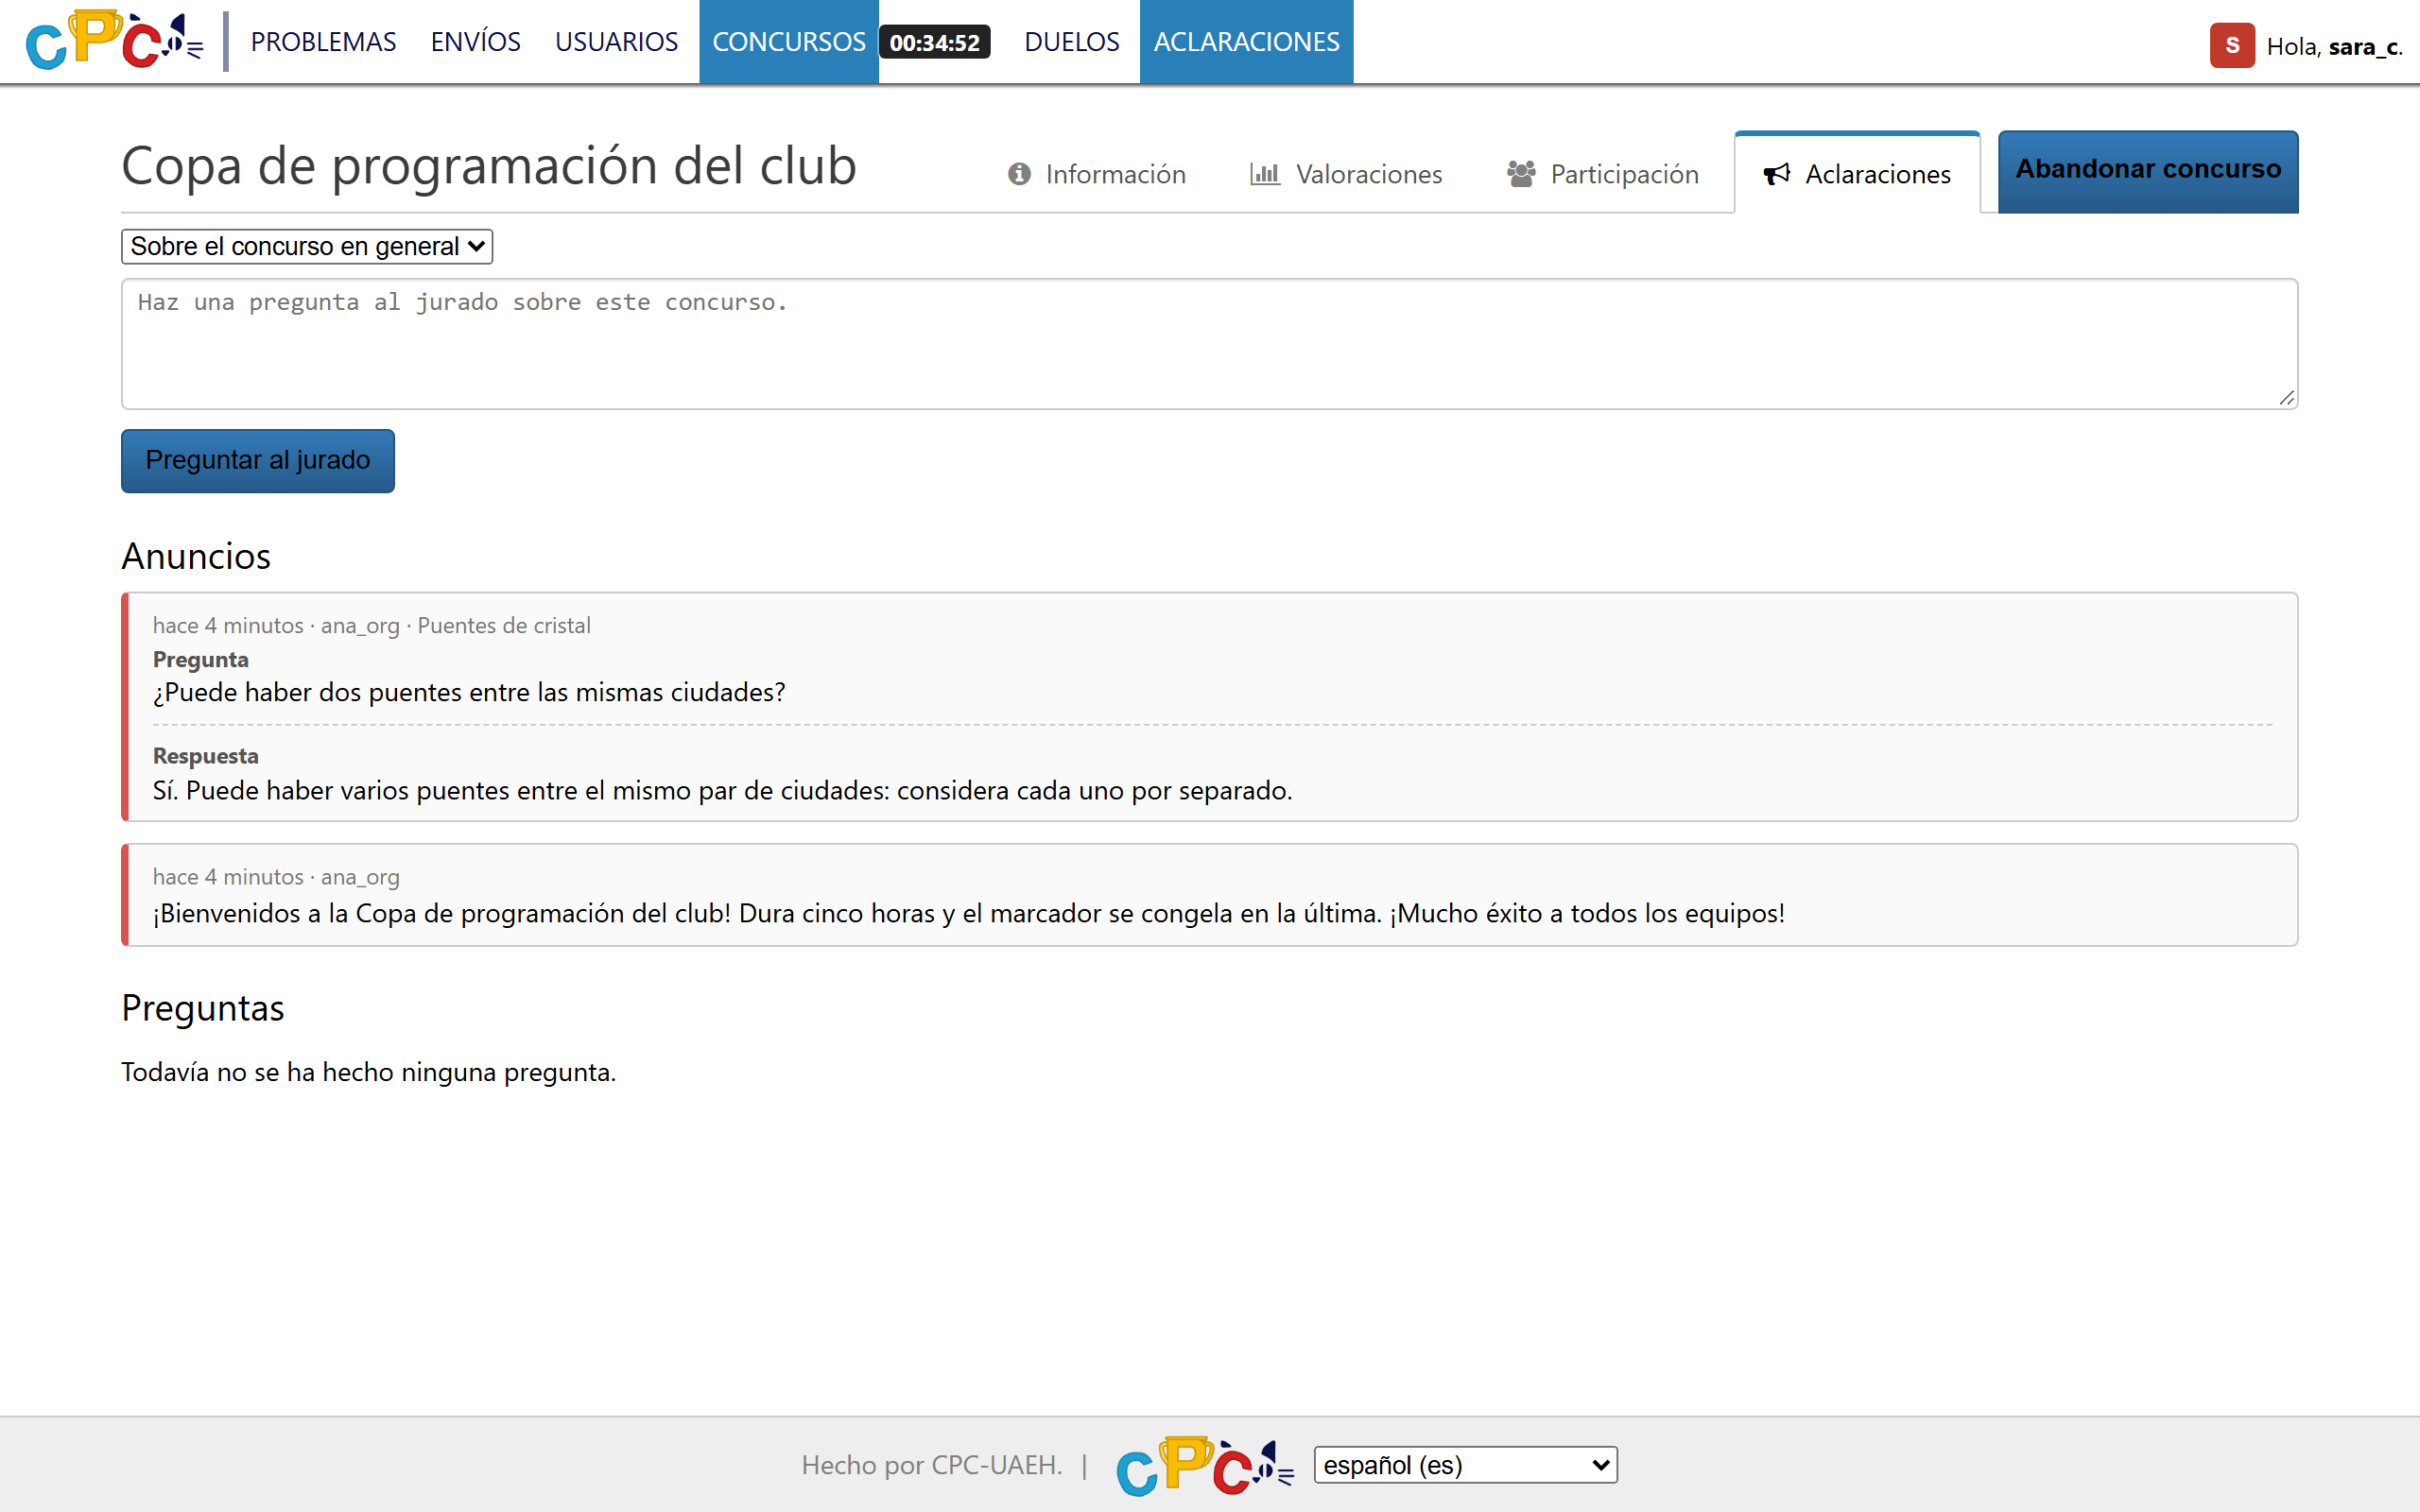 CPC
PROBLEMAS ENVÍOS USUARIOS CONCURSOS 00:34:52 DUELOS ACLARACIONES
S Hola, sara_c.
Copa de programación del club
Información Valoraciones Participación Aclaraciones Abandonar concurso
Sobre el concurso en general
Haz una pregunta al jurado sobre este concurso.
Preguntar al jurado
Anuncios
hace 4 minutos · ana_org · Puentes de cristal
Pregunta
¿Puede haber dos puentes entre las mismas ciudades?
Respuesta
Sí. Puede haber varios puentes entre el mismo par de ciudades: considera cada uno por separado.
hace 4 minutos · ana_org
¡Bienvenidos a la Copa de programación del club! Dura cinco horas y el marcador se congela en la última. ¡Mucho éxito a todos los equipos!
Preguntas
Todavía no se ha hecho ninguna pregunta.
Hecho por CPC-UAEH. | CPC español (es)